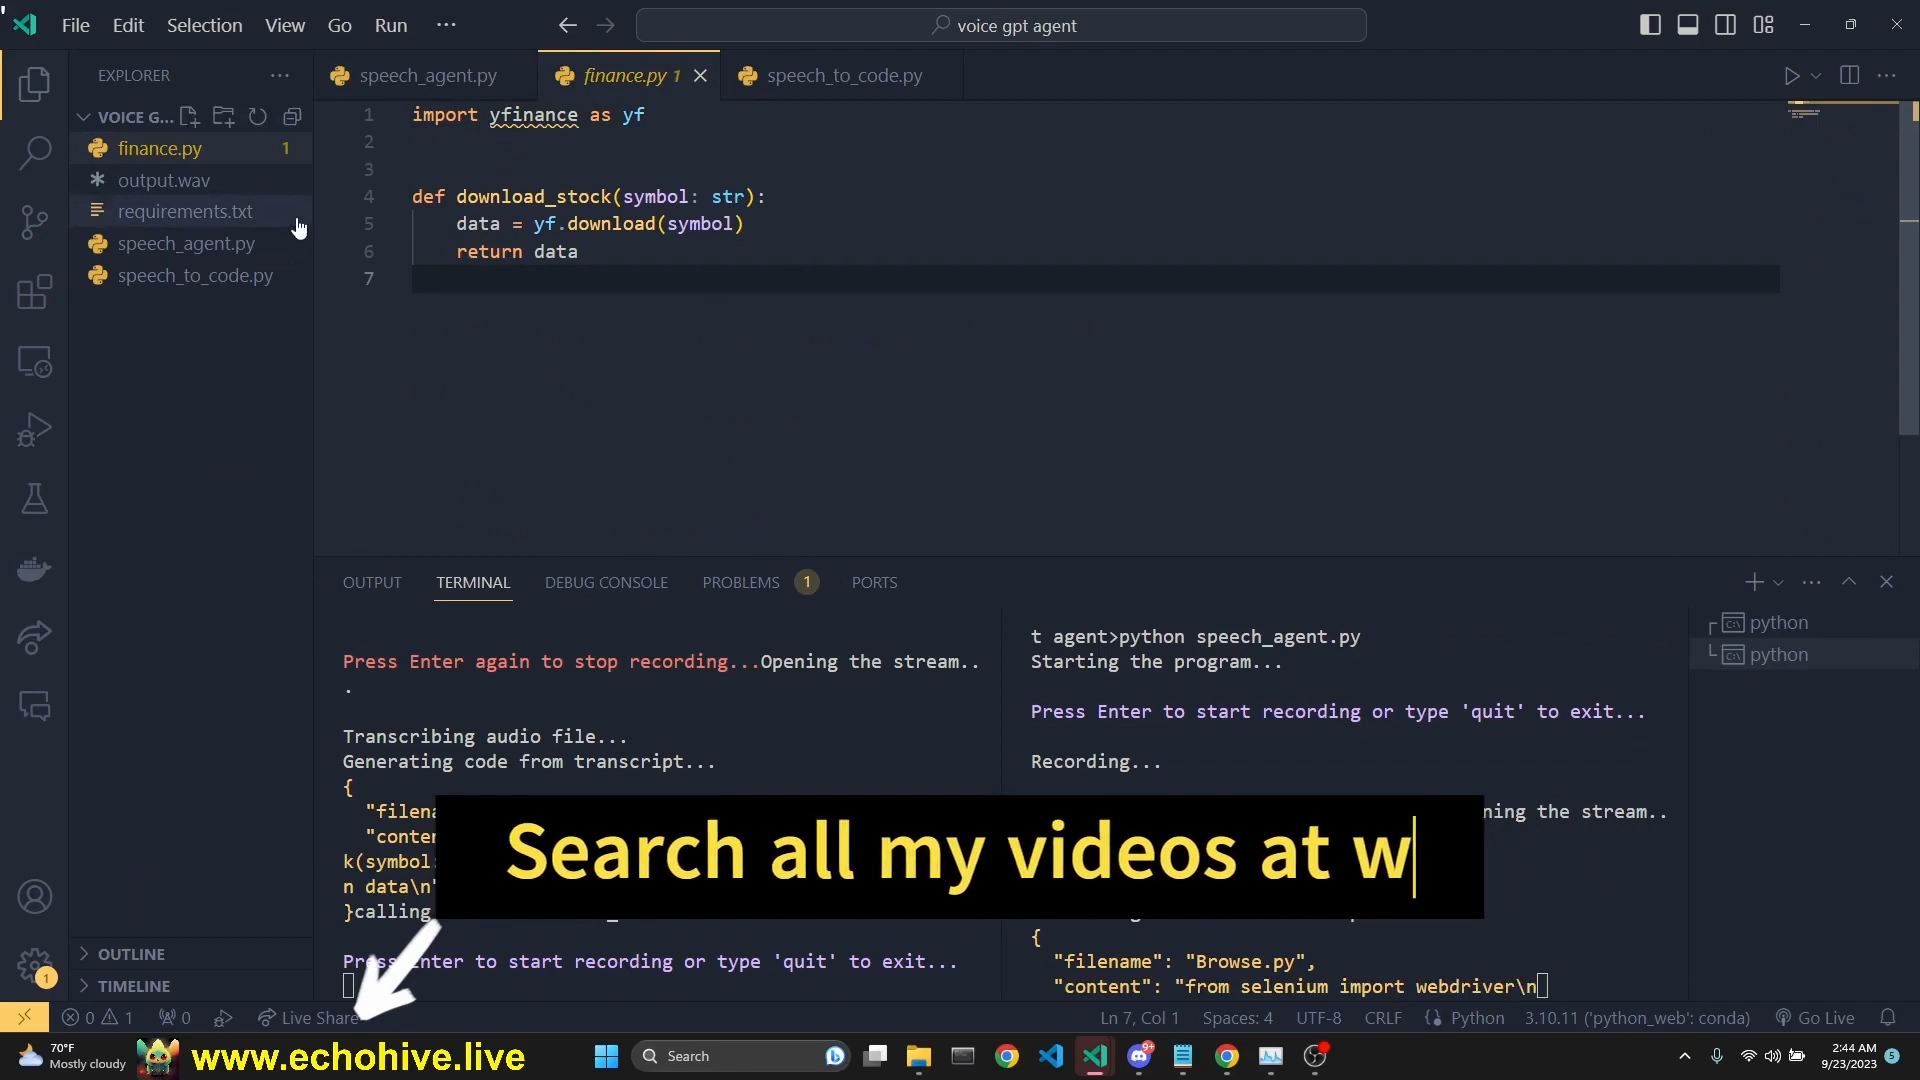 File Edit Selection View Go Run ···
voice gpt agent
EXPLORER ···
speech_agent.py
finance.py 1
speech_to_code.py
VOICE G...
finance.py 1
output.wav
requirements.txt
speech_agent.py
speech_to_code.py
1 import yfinance as yf
2
3
4 def download_stock(symbol: str):
5 data = yf.download(symbol)
6 return data
7
OUTPUT TERMINAL DEBUG CONSOLE PROBLEMS 1 PORTS
Press Enter again to stop recording...Opening the stream..
.
Transcribing audio file...
Generating code from transcript...
{
"filena
"conten
k(symbol:
n data\n"
}calling
Press Enter to start recording or type 'quit' to exit...
t agent>python speech_agent.py
Starting the program...
Press Enter to start recording or type 'quit' to exit...
Recording...
ning the stream..
{
"filename": "Browse.py",
"content": "from selenium import webdriver\n
python
python
Search all my videos at w
OUTLINE
TIMELINE
1
0 1 0 Live Share
Ln 7, Col 1 Spaces: 4 UTF-8 CRLF Python 3.10.11 ('python_web': conda) Go Live
70°F
Mostly cloudy
www.echohive.live
Search
9+
2:44 AM
9/23/2023
5